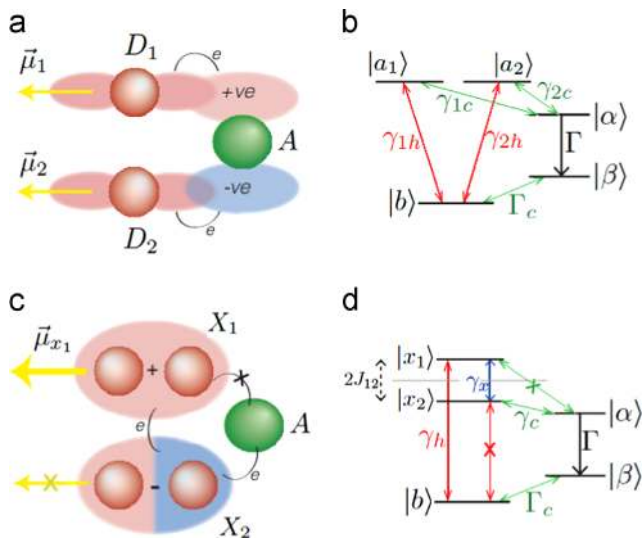 a
D₁
μ⃗₁
e
+ve
A
μ⃗₂
-ve
D₂
e
b
|a₁⟩ |a₂⟩
γ₁c γ₂c
|α⟩
γ₁h γ₂h
Γ
|β⟩
|b⟩
Γc
c
X₁
μ⃗ₓ₁
+
A
e
e
-
X₂
d
|x₁⟩
2J₁₂
γₓ
|x₂⟩
γc
|α⟩
γh
Γ
|β⟩
|b⟩
Γc